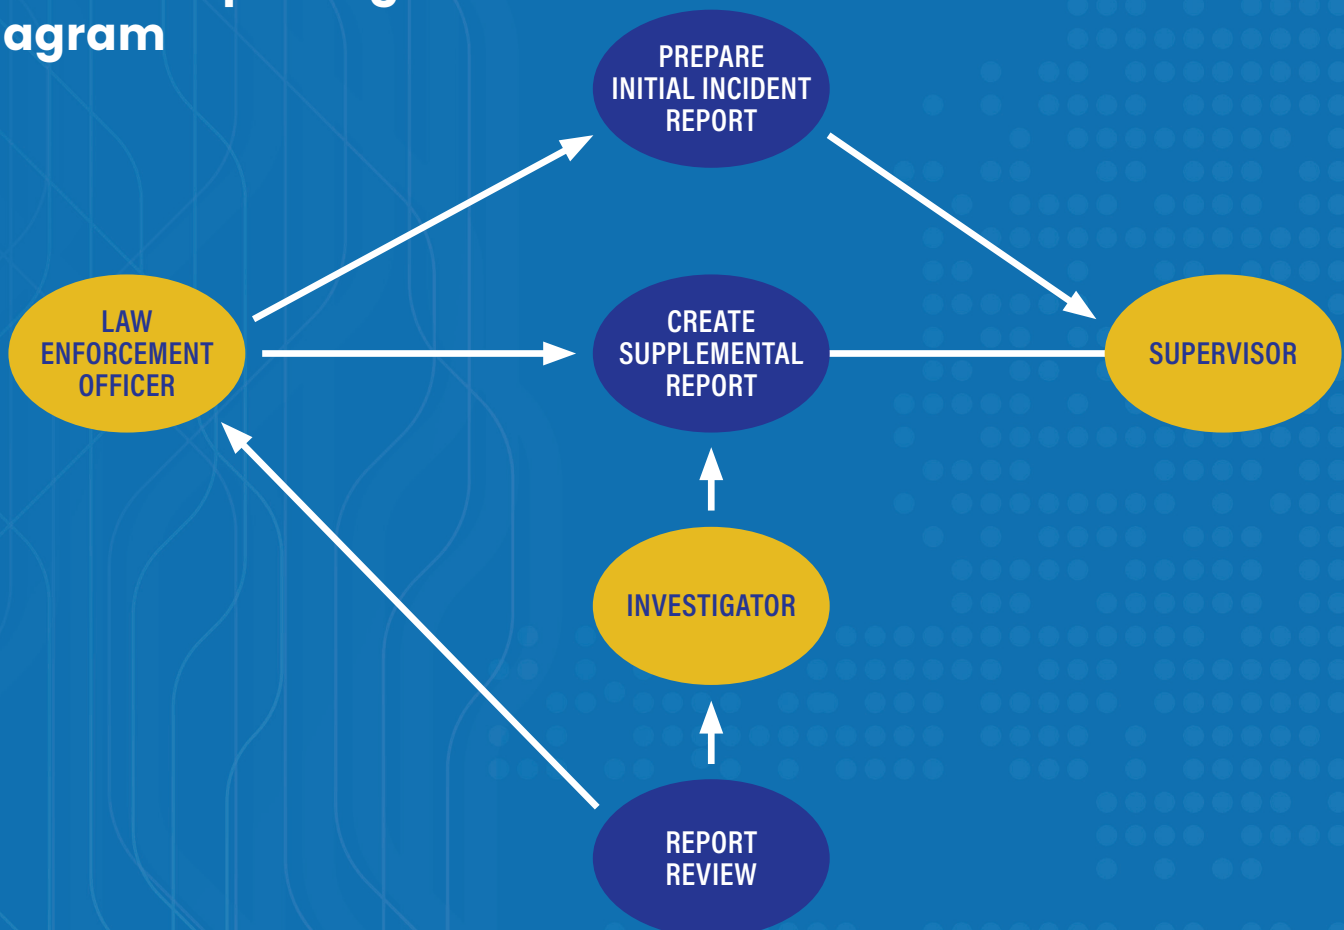 agram
PREPARE
INITIAL INCIDENT
REPORT
LAW
ENFORCEMENT
OFFICER
CREATE
SUPPLEMENTAL
REPORT
SUPERVISOR
INVESTIGATOR
REPORT
REVIEW